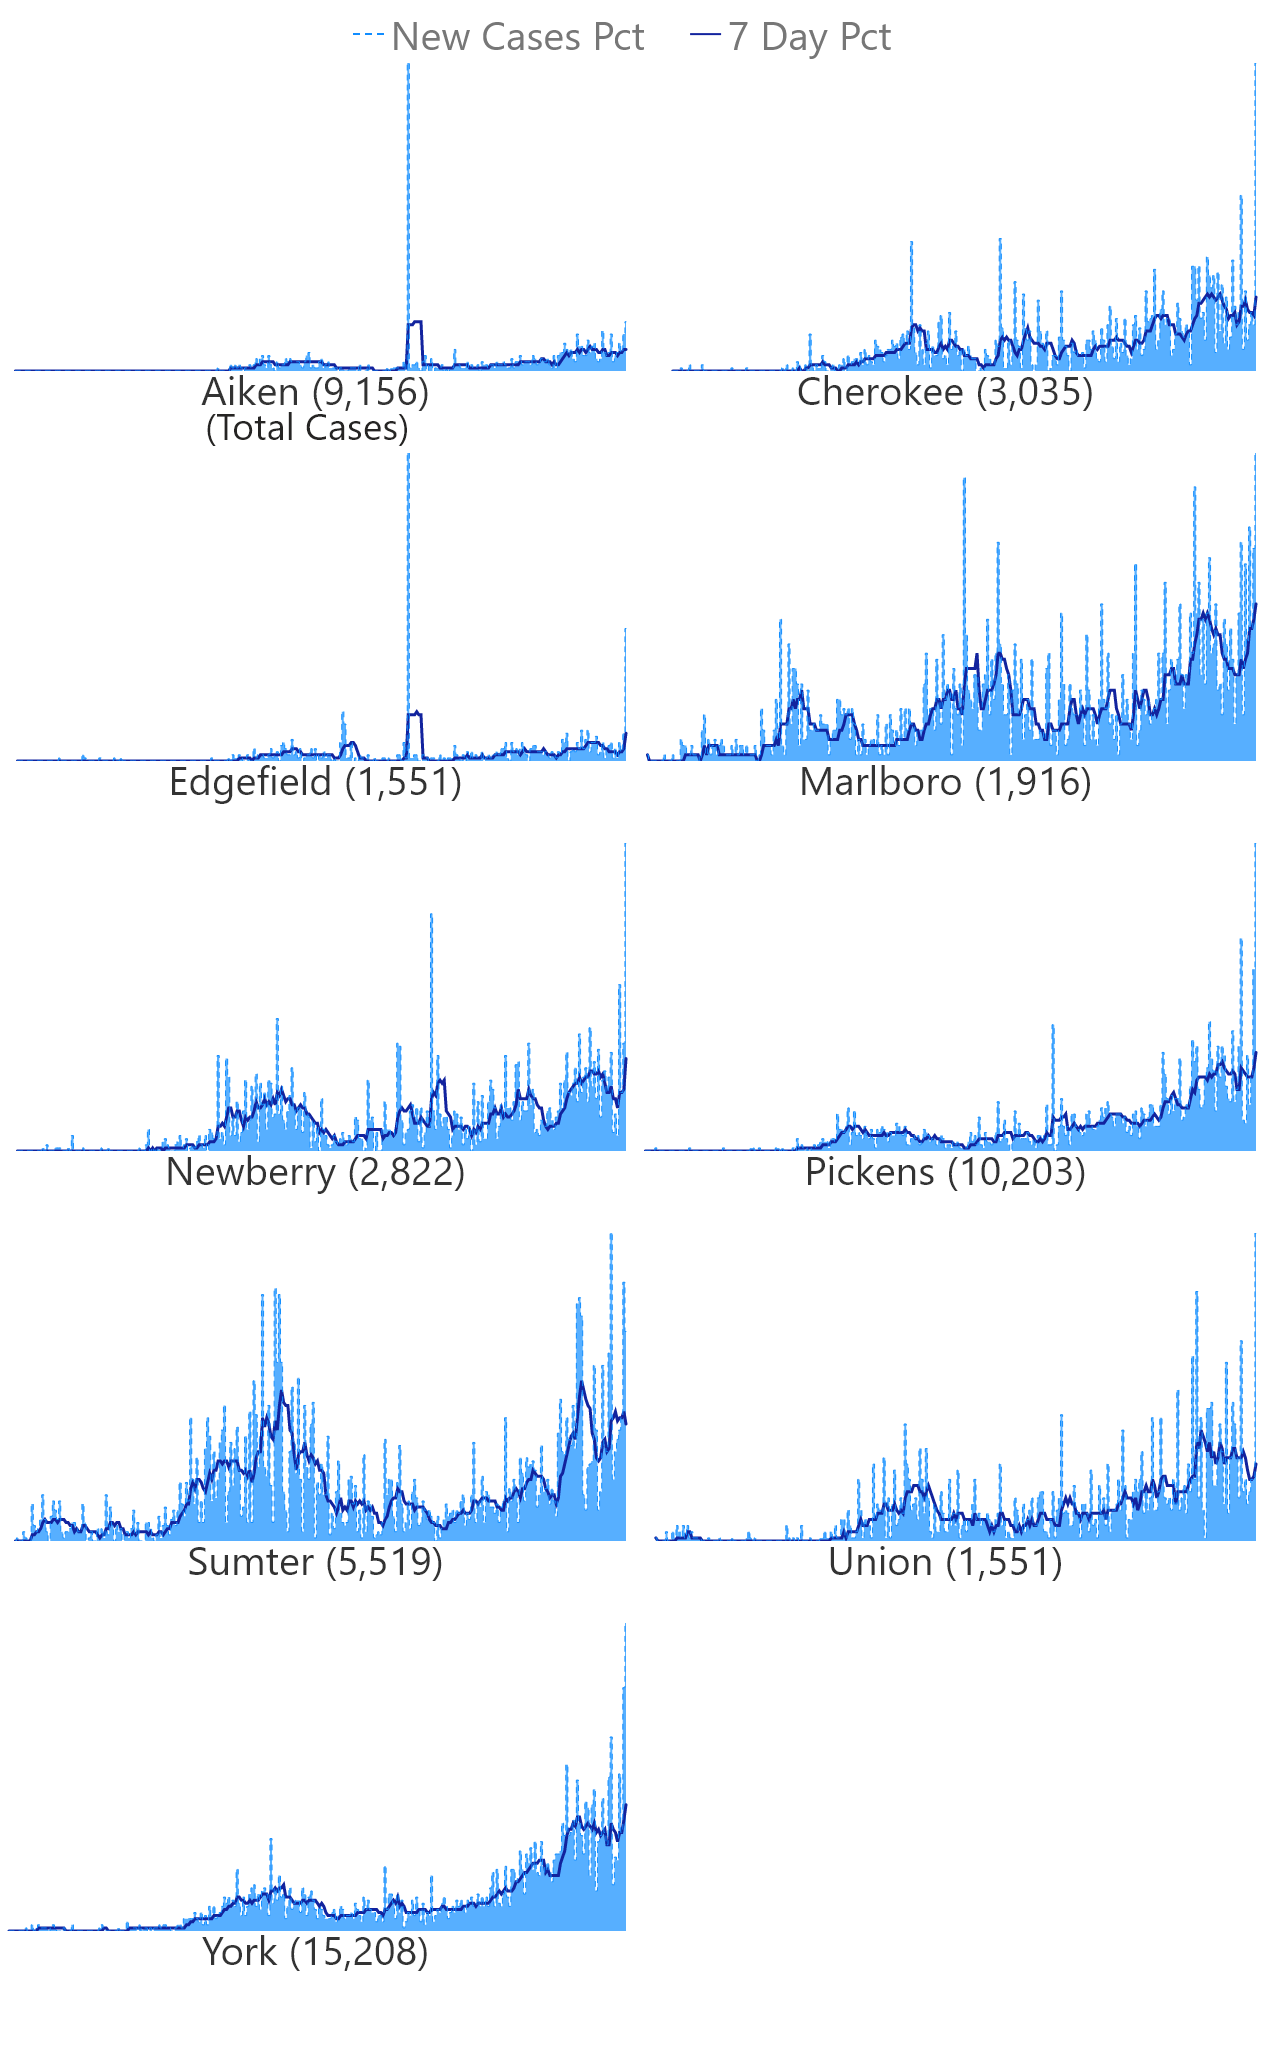 New Cases Pct 7 Day Pct
Aiken (9,156) Cherokee (3,035)
(Total Cases)
Edgefield (1,551) Marlboro (1,916)
Newberry (2,822) Pickens (10,203)
Sumter (5,519) Union (1,551)
York (15,208)